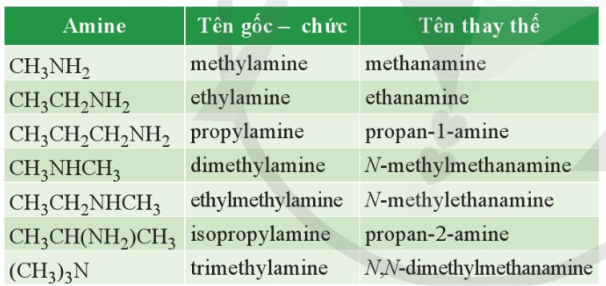 Amine Tên gốc – chức Tên thay thế
CH₃NH₂ methylamine methanamine
CH₃CH₂NH₂ ethylamine ethanamine
CH₃CH₂CH₂NH₂ propylamine propan-1-amine
CH₃NHCH₃ dimethylamine N-methylmethanamine
CH₃CH₂NHCH₃ ethylmethylamine N-methylethanamine
CH₃CH(NH₂)CH₃ isopropylamine propan-2-amine
(CH₃)₃N trimethylamine N,N-dimethylmethanamine